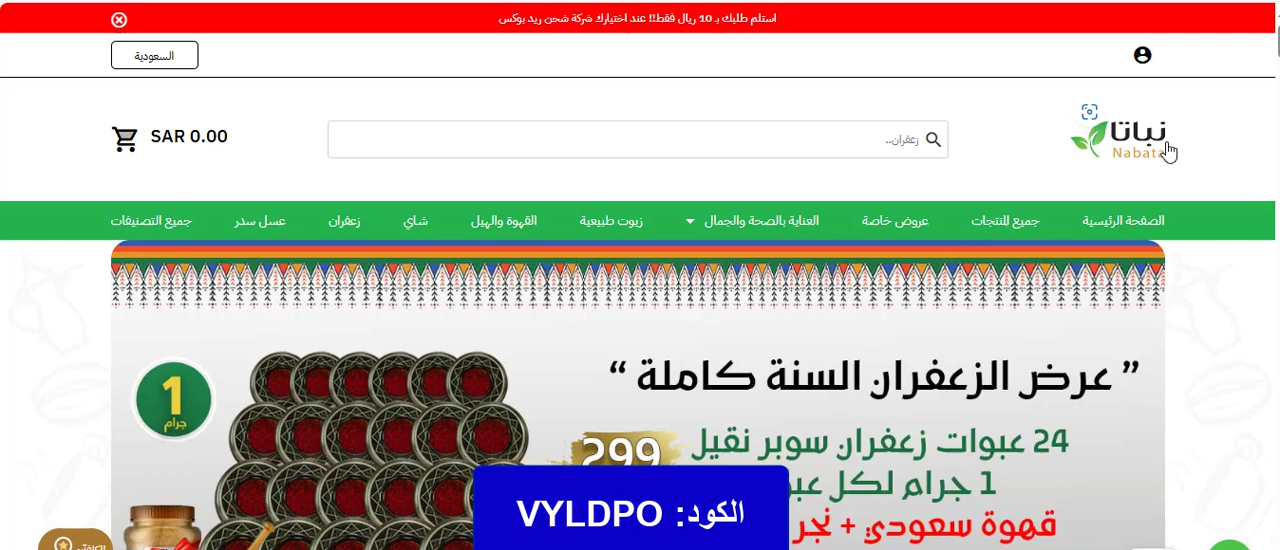 استلم طلبك بـ 10 ريال فقط!! عند اختيارك شركة شحن ريد بوكس
السعودية
نباتا
Nabata
زعفران..
SAR 0.00
الصفحة الرئيسية
جميع المنتجات
عروض خاصة
العناية بالصحة والجمال
زيوت طبيعية
القهوة والهيل
شاي
زعفران
عسل سدر
جميع التصنيفات
” عرض الزعفران السنة كاملة “
1
جرام
24 عبوات زعفران سوبر نقيل
299
1 جرام لكل
قهوة سعودي +
الكود: VYLDPO